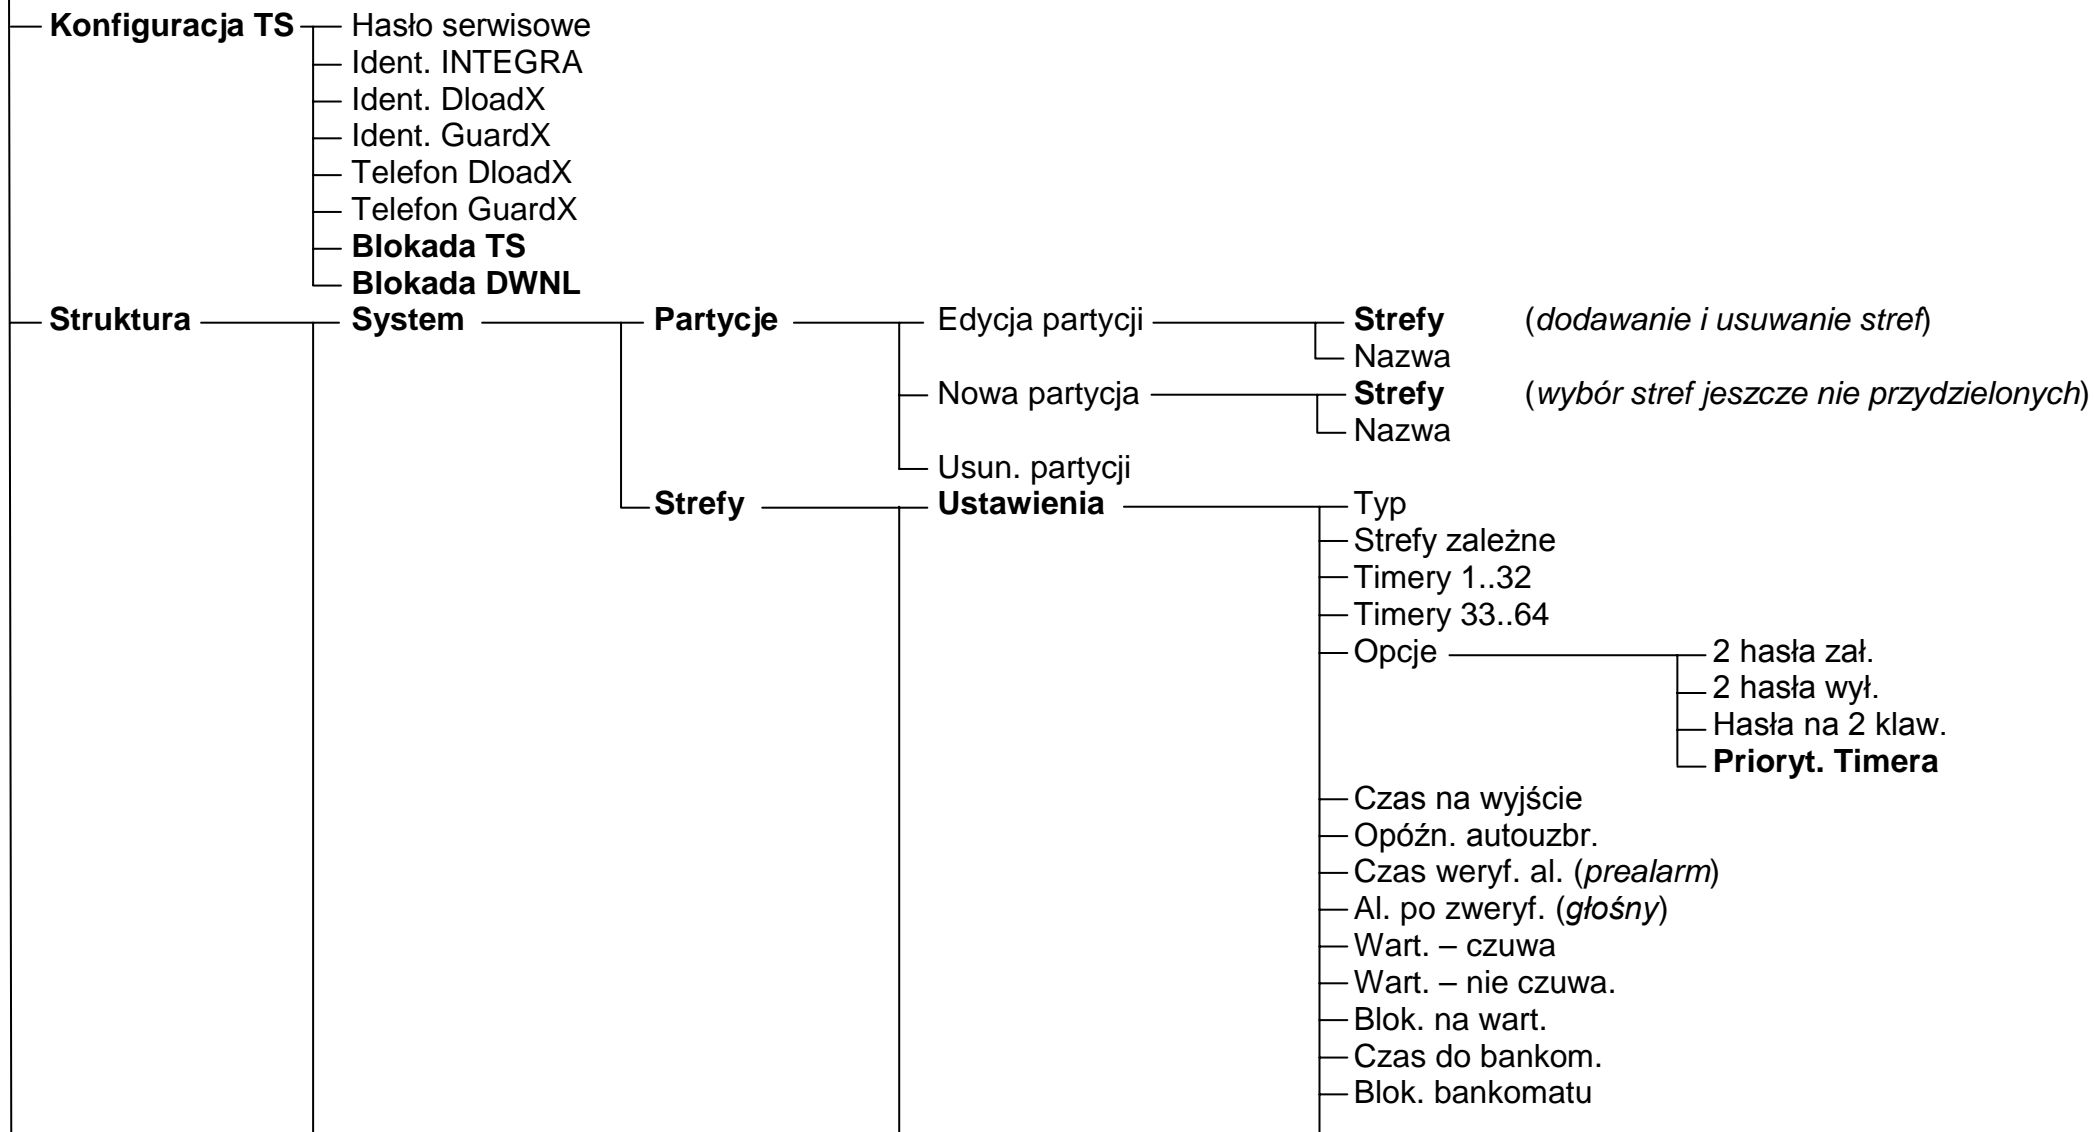 Konfiguracja TS Hasło serwisowe
Ident. INTEGRA
Ident. DloadX
Ident. GuardX
Telefon DloadX
Telefon GuardX
Blokada TS
Blokada DWNL
Struktura System Partycje Edycja partycji Strefy (dodawanie i usuwanie stref)
Nazwa
Nowa partycja Strefy (wybór stref jeszcze nie przydzielonych)
Nazwa
Usun. partycji
Strefy Ustawienia Typ
Strefy zależne
Timery 1..32
Timery 33..64
Opcje 2 hasła zał.
2 hasła wył.
Hasła na 2 klaw.
Prioryt. Timera
Czas na wyjście
Opóźn. autouzbr.
Czas weryf. al. (prealarm)
Al. po zweryf. (głośny)
Wart. – czuwa
Wart. – nie czuwa.
Blok. na wart.
Czas do bankom.
Blok. bankomatu